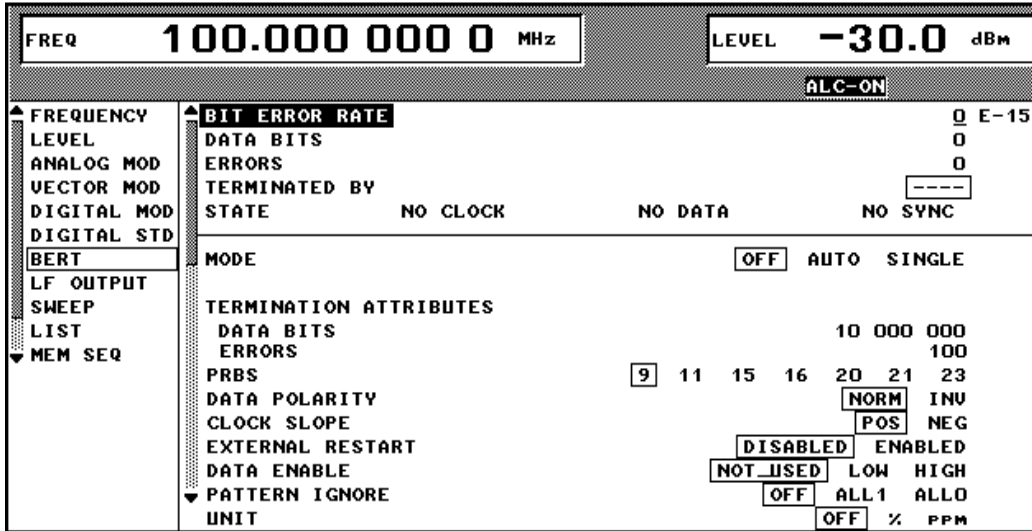 FREQ 100.000 000 0 MHz LEVEL -30.0 dBm
ALC-ON
FREQUENCY
LEVEL
ANALOG MOD
VECTOR MOD
DIGITAL MOD
DIGITAL STD
BERT
LF OUTPUT
SWEEP
LIST
MEM SEQ
BIT ERROR RATE 0 E-15
DATA BITS 0
ERRORS 0
TERMINATED BY ----
STATE NO CLOCK NO DATA NO SYNC
MODE OFF AUTO SINGLE
TERMINATION ATTRIBUTES
DATA BITS 10 000 000
ERRORS 100
PRBS 9 11 15 16 20 21 23
DATA POLARITY NORM INV
CLOCK SLOPE POS NEG
EXTERNAL RESTART DISABLED ENABLED
DATA ENABLE NOT_USED LOW HIGH
PATTERN IGNORE OFF ALL1 ALL0
UNIT OFF % PPM